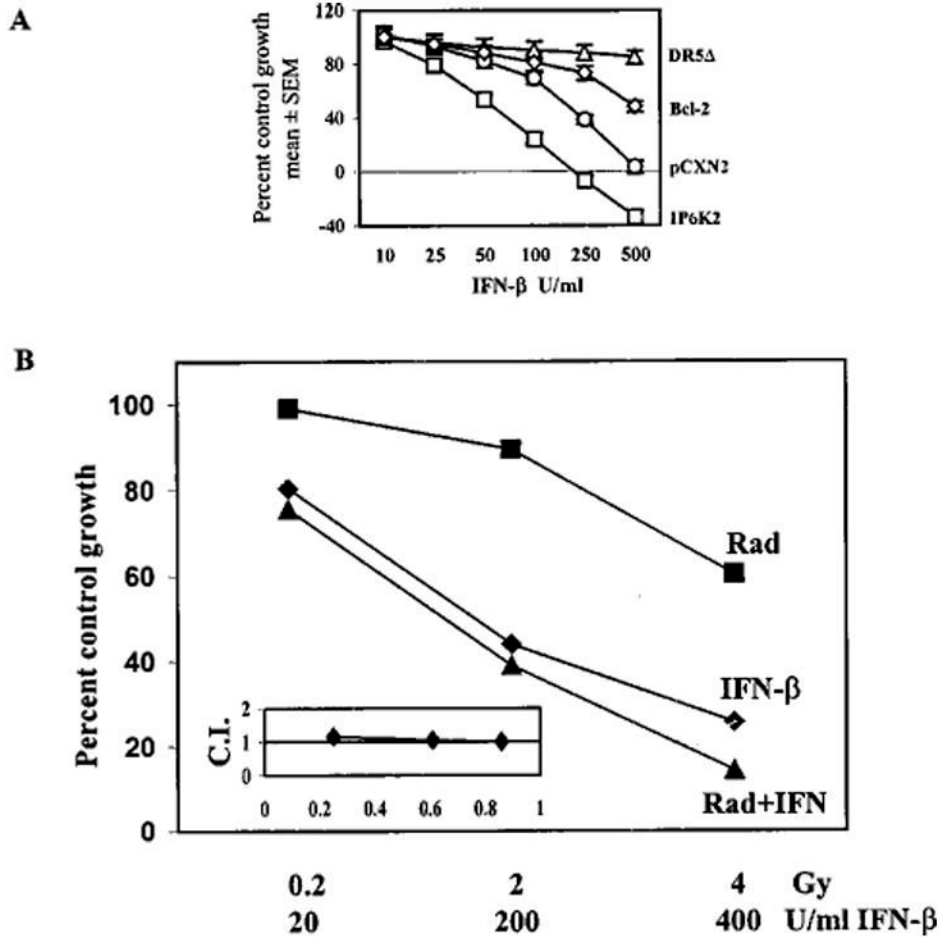 A
Percent control growth
mean ± SEM
120
80
40
0
-40
DR5Δ
Bcl-2
pCXN2
IP6K2
10 25 50 100 250 500
IFN-β U/ml
B
Percent control growth
100
80
60
40
20
0
Rad
IFN-β
Rad+IFN
C.I.
2
1
0
0 0.2 0.4 0.6 0.8 1
0.2 2 4 Gy
20 200 400 U/ml IFN-β